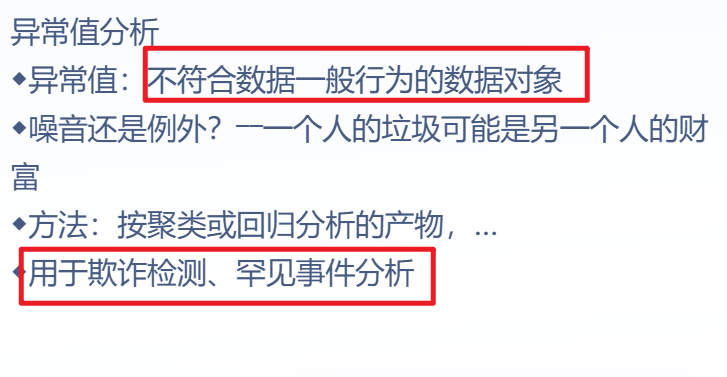 异常值分析
◆异常值：不符合数据一般行为的数据对象
◆噪音还是例外？—一个人的垃圾可能是另一个人的财
富
◆方法：按聚类或回归分析的产物，...
◆用于欺诈检测、罕见事件分析